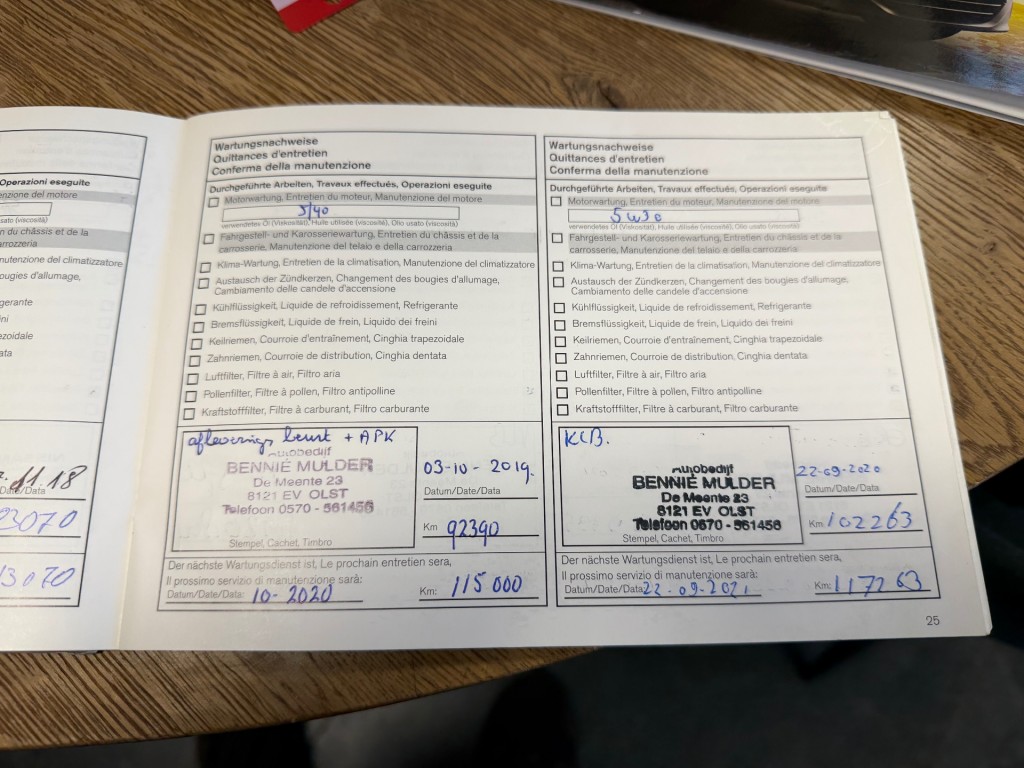 Operazioni eseguite
enzione del motore
sato (viscosità)
n du châssis et de la
arrozzeria
nutenzione del climatizzatore
bougies d'allumage,
gerante
ini
ezoidale
ata
11.18
Date/Data
93070
13070
Wartungsnachweise
Quittances d'entretien
Conferma della manutenzione
Durchgeführte Arbeiten, Travaux effectués, Operazioni eseguite
Motorwartung, Entretien du moteur, Manutenzione del motore
5/40
verwendetes Öl (Viskosität), Huile utilisée (viscosité), Olio usato (viscosità)
Fahrgestell- und Karosseriewartung, Entretien du châssis et de la
carrosserie, Manutenzione del telaio e della carrozzeria
Klima-Wartung, Entretien de la climatisation, Manutenzione del climatizzatore
Austausch der Zündkerzen, Changement des bougies d'allumage,
Cambiamento delle candele d'accensione
Kühlflüssigkeit, Liquide de refroidissement, Refrigerante
Bremsflüssigkeit, Liquide de frein, Liquido dei freini
Keilriemen, Courroie d'entraînement, Cinghia trapezoidale
Zahnriemen, Courroie de distribution, Cinghia dentata
Luftfilter, Filtre à air, Filtro aria
Pollenfilter, Filtre à pollen, Filtro antipolline
Kraftstofffilter, Filtre à carburant, Filtro carburante
afleverings beurt + APK
Autobedrijf
BENNIE MULDER
De Meente 23
8121 EV OLST
Telefoon 0570 - 561456
Stempel, Cachet, Timbro
03-10-2019.
Datum/Date/Data
Km 92390
Der nächste Wartungsdienst ist, Le prochain entretien sera,
Il prossimo servizio di manutenzione sarà:
Datum/Date/Data: 10-2020 Km: 115 000
Wartungsnachweise
Quittances d'entretien
Conferma della manutenzione
Durchgeführte Arbeiten, Travaux effectués, Operazioni eseguite
Motorwartung, Entretien du moteur, Manutenzione del motore
5w30
verwendetes Öl (Viskosität), Huile utilisée (viscosité), Olio usato (viscosità)
Fahrgestell- und Karosseriewartung, Entretien du châssis et de la
carrosserie, Manutenzione del telaio e della carrozzeria
Klima-Wartung, Entretien de la climatisation, Manutenzione del climatizzatore
Austausch der Zündkerzen, Changement des bougies d'allumage,
Cambiamento delle candele d'accensione
Kühlflüssigkeit, Liquide de refroidissement, Refrigerante
Bremsflüssigkeit, Liquide de frein, Liquido dei freini
Keilriemen, Courroie d'entraînement, Cinghia trapezoidale
Zahnriemen, Courroie de distribution, Cinghia dentata
Luftfilter, Filtre à air, Filtro aria
Pollenfilter, Filtre à pollen, Filtro antipolline
Kraftstofffilter, Filtre à carburant, Filtro carburante
KCB.
Autobedrijf
BENNIE MULDER
De Meente 23
8121 EV OLST
Telefoon 0570 - 561456
Stempel, Cachet, Timbro
22-09-2020
Datum/Date/Data
Km 102263
Der nächste Wartungsdienst ist, Le prochain entretien sera,
Il prossimo servizio di manutenzione sarà:
Datum/Date/Data 22-09-2021 Km: 117263
25